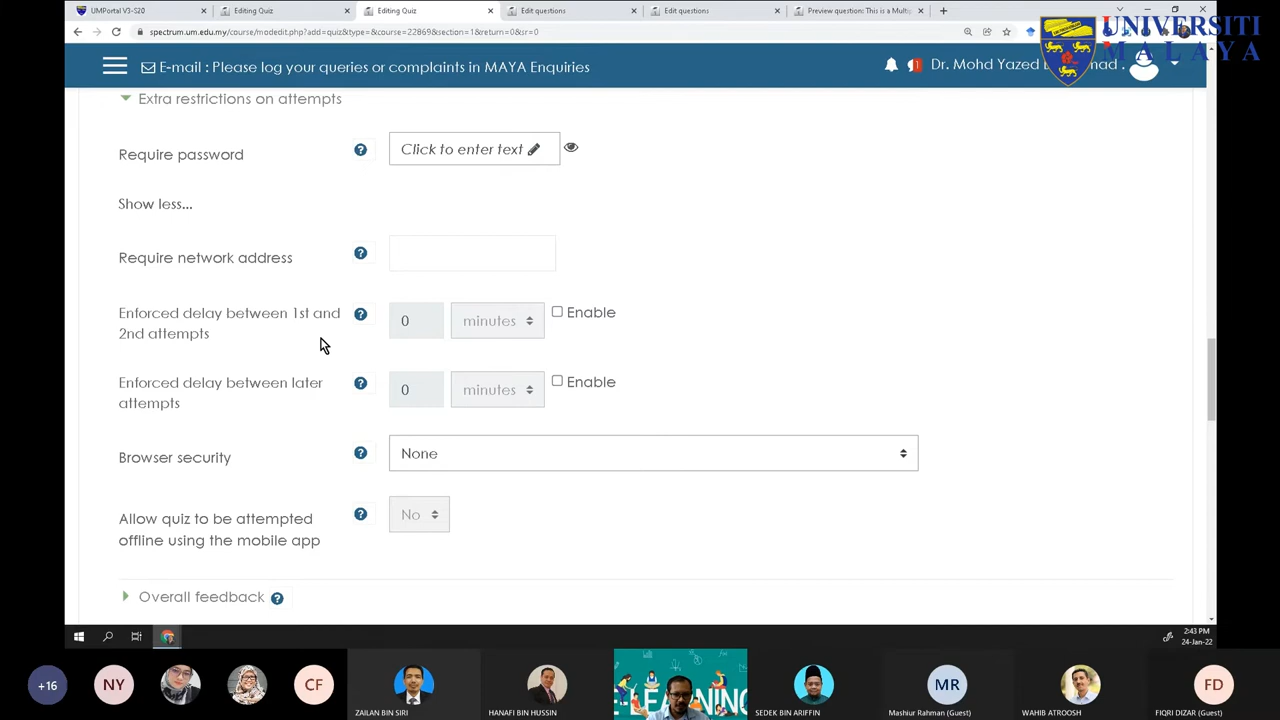 UMPortal V3-SZ0
Editing Quiz
Editing Quiz
Edit questions
Edit questions
Preview question: This is a Multip
spectrum.um.edu.my/course/modedit.php?add=quiz&type=&course=22869&section=1&return=0&sr=0
UNIVERSITI
MALAYA
E-mail : Please log your queries or complaints in MAYA Enquiries
Dr. Mohd Yazed
Extra restrictions on attempts
Require password
Click to enter text
Show less...
Require network address
Enforced delay between 1st and
2nd attempts
0
minutes
Enable
Enforced delay between later
attempts
0
minutes
Enable
Browser security
None
Allow quiz to be attempted
offline using the mobile app
No
Overall feedback
2:43 PM
24-Jan-22
+16
NY
CF
E-LEARNING
MR
FD
ZAILAN BIN SIRI
HANAFI BIN HUSSIN
SEDEK BIN ARIFFIN
Mashiur Rahman (Guest)
WAHIB ATROOSH
FIQRI DIZAR (Guest)